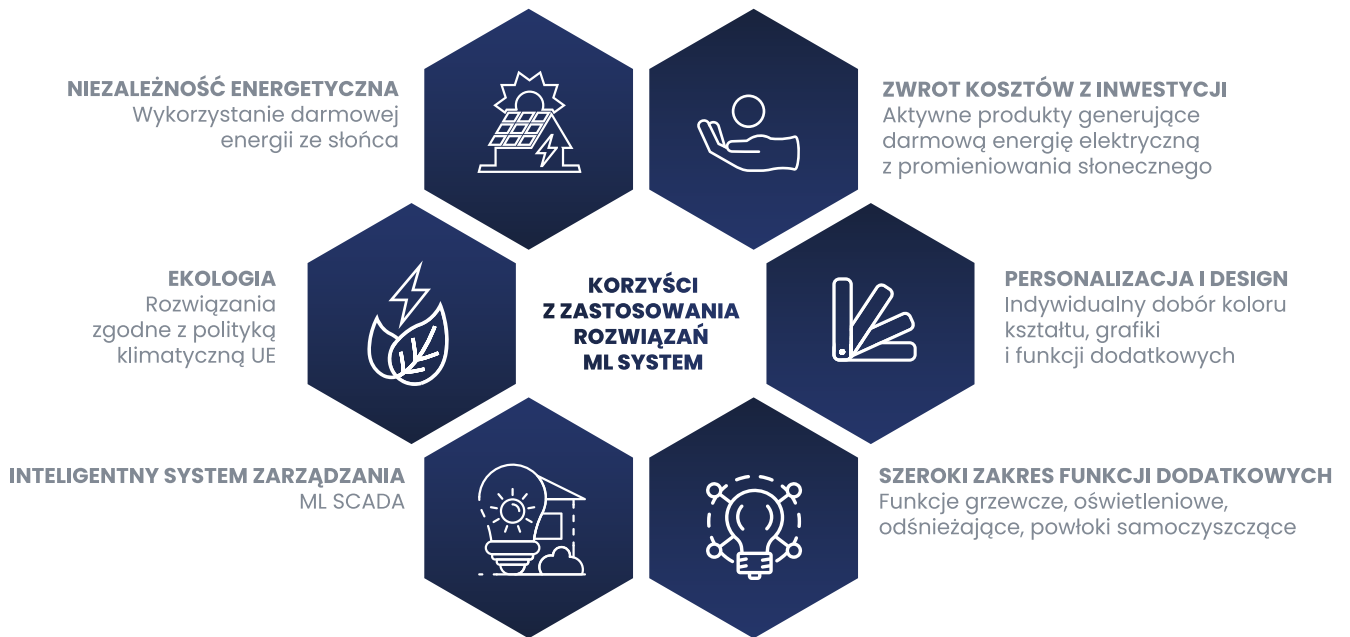 NIEZALEŻNOŚĆ ENERGETYCZNA
Wykorzystanie darmowej
energii ze słońca
ZWROT KOSZTÓW Z INWESTYCJI
Aktywne produkty generujące
darmową energię elektryczną
z promieniowania słonecznego
EKOLOGIA
Rozwiązania
zgodne z polityką
klimatyczną UE
KORZYŚCI
Z ZASTOSOWANIA
ROZWIĄZAŃ
ML SYSTEM
PERSONALIZACJA I DESIGN
Indywidualny dobór koloru
kształtu, grafiki
i funkcji dodatkowych
INTELIGENTNY SYSTEM ZARZĄDZANIA
ML SCADA
SZEROKI ZAKRES FUNKCJI DODATKOWYCH
Funkcje grzewcze, oświetleniowe,
odśnieżające, powłoki samoczyszczące